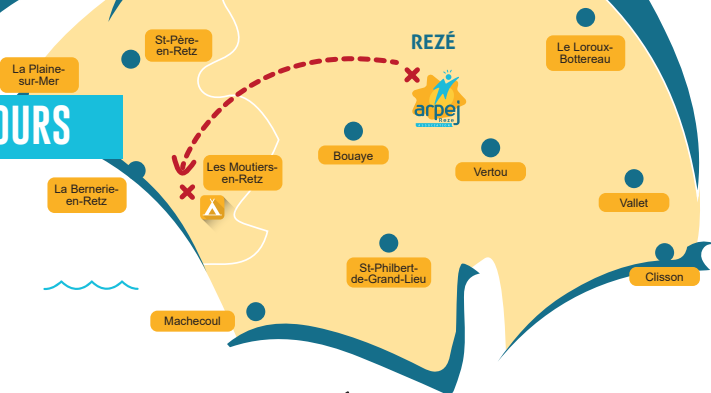 St-Père-
en-Retz
REZÉ
Le Loroux-
Bottereau
La Plaine-
sur-Mer
OURS
arpej
Reze
Bouaye
Vertou
Les Moutiers-
en-Retz
La Bernerie-
en-Retz
Vallet
St-Philbert-
de-Grand-Lieu
Clisson
Machecoul